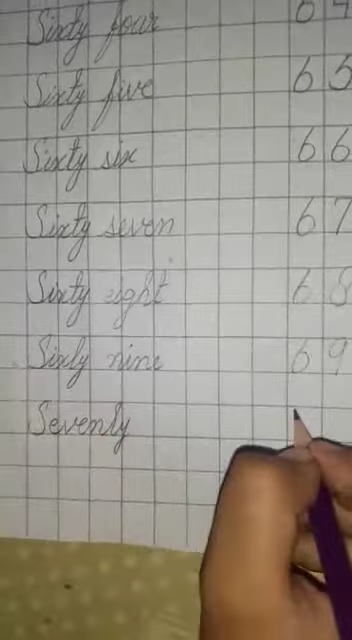 Sixty four 64
Sixty five 65
Sixty six 66
Sixty seven 67
Sixty eight 68
Sixty nine 69
Seventy